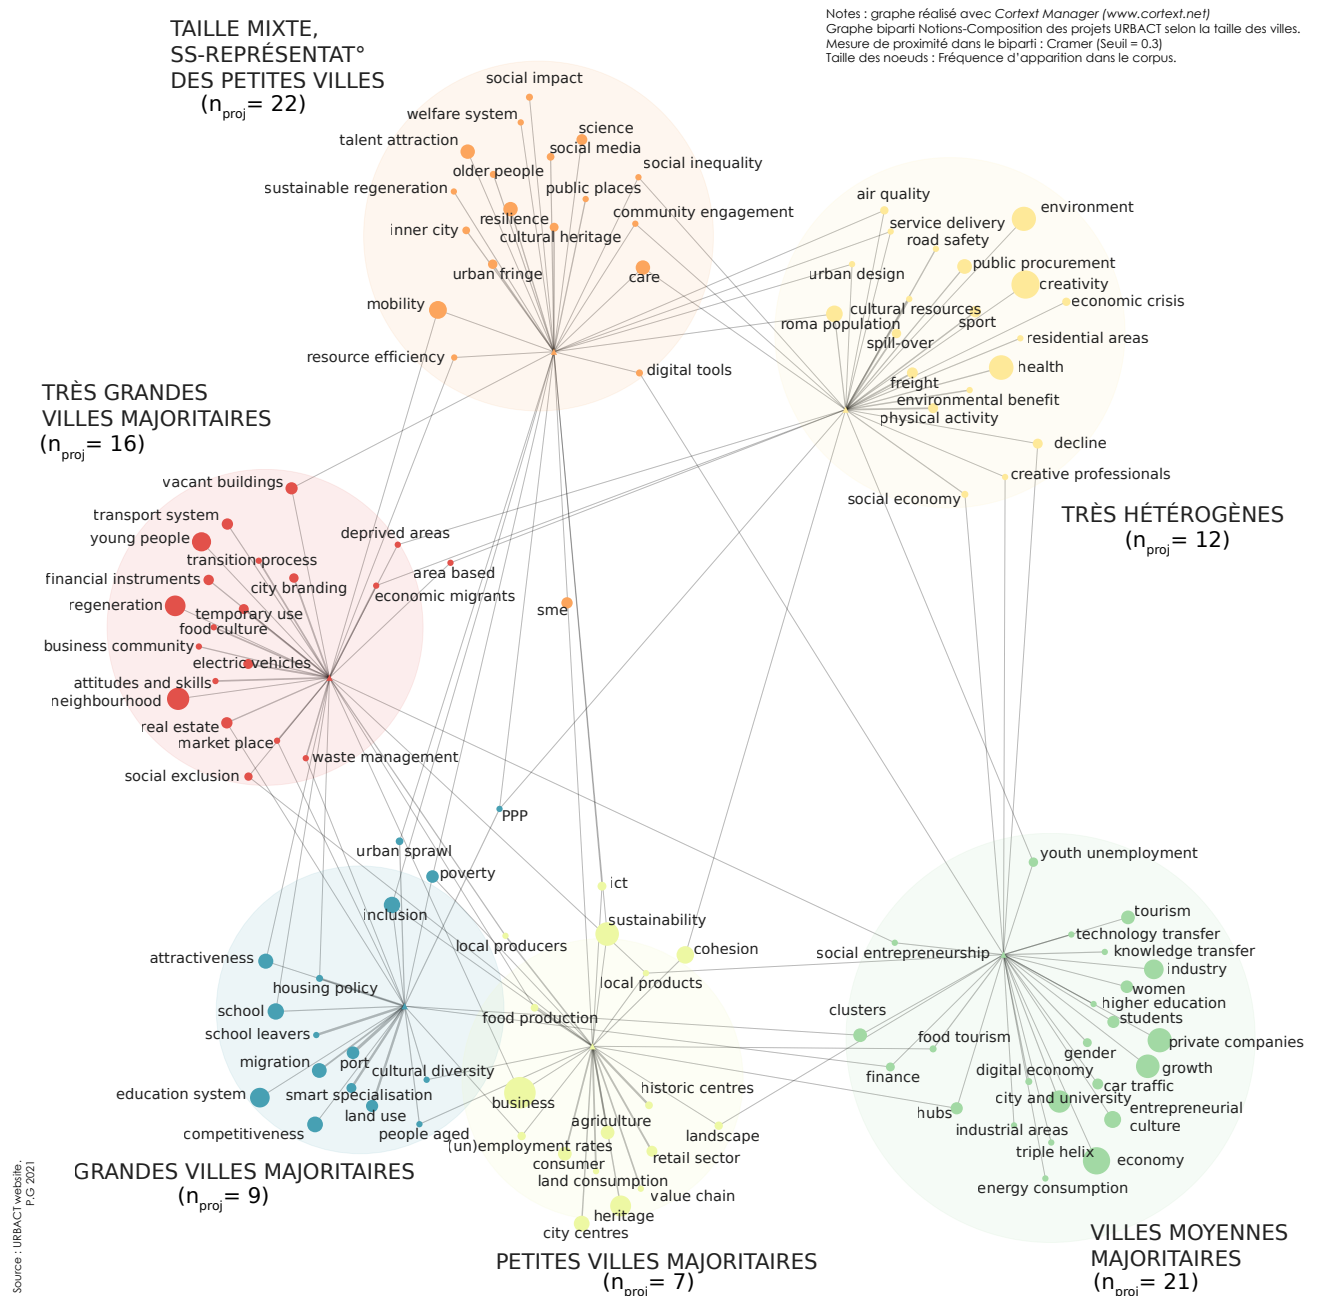 Notes : graphe réalisé avec Cortext Manager (www.cortext.net)
Graphe biparti Notions-Composition des projets URBACT selon la taille des villes.
Mesure de proximité dans le biparti : Cramer (Seuil = 0.3)
Taille des noeuds : Fréquence d'apparition dans le corpus.
TAILLE MIXTE,
SS-REPRÉSENTAT°
DES PETITES VILLES
(nproj= 22)
social impact
welfare system
science
talent attraction
social media
social inequality
older people
sustainable regeneration
public places
resilience
community engagement
inner city
cultural heritage
urban fringe
care
mobility
resource efficiency
digital tools
sme
air quality
environment
service delivery
road safety
public procurement
urban design
creativity
economic crisis
cultural resources
roma population
sport
spill-over
residential areas
health
freight
environmental benefit
physical activity
decline
creative professionals
social economy
TRÈS HÉTÉROGÈNES
(nproj= 12)
TRÈS GRANDES
VILLES MAJORITAIRES
(nproj= 16)
vacant buildings
transport system
deprived areas
young people
transition process
area based
financial instruments
city branding
economic migrants
regeneration
temporary use
food culture
business community
electric vehicles
attitudes and skills
neighbourhood
real estate
market place
waste management
social exclusion
PPP
urban sprawl
poverty
inclusion
attractiveness
housing policy
school
school leavers
migration
port
cultural diversity
education system
smart specialisation
land use
competitiveness
people aged
GRANDES VILLES MAJORITAIRES
(nproj= 9)
ict
sustainability
local producers
cohesion
local products
food production
business
historic centres
agriculture
landscape
(un)employment rates
consumer
retail sector
land consumption
value chain
heritage
city centres
PETITES VILLES MAJORITAIRES
(nproj= 7)
youth unemployment
tourism
technology transfer
social entrepreneurship
knowledge transfer
industry
women
higher education
clusters
students
food tourism
private companies
gender
growth
finance
digital economy
car traffic
city and university
hubs
entrepreneurial
culture
industrial areas
triple helix
economy
energy consumption
VILLES MOYENNES
MAJORITAIRES
(nproj= 21)
Source : URBACT website.
P.G 2021